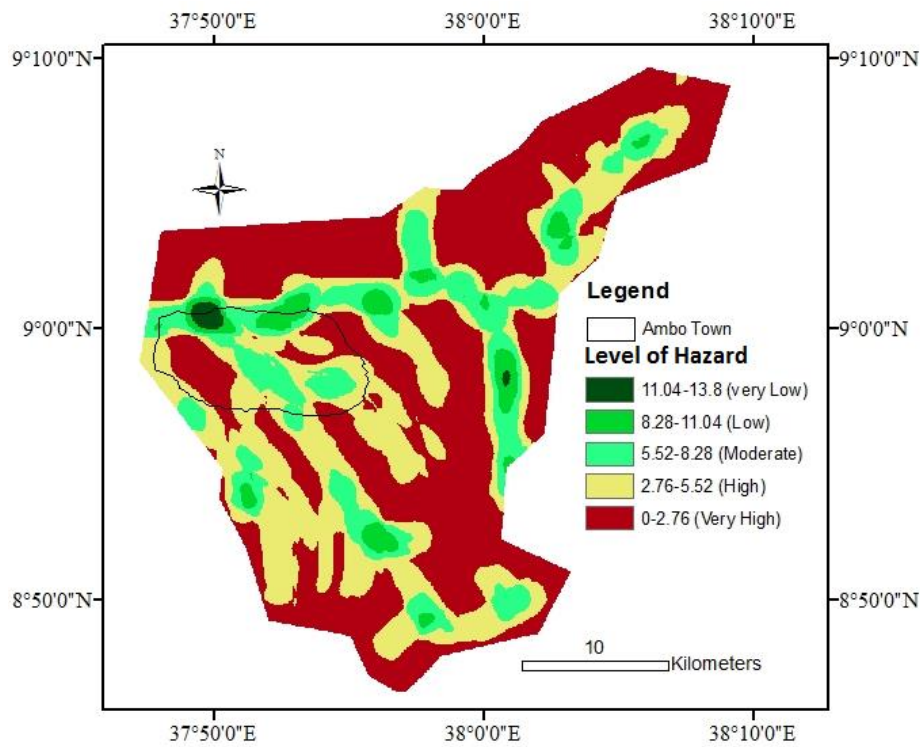 37°50'0"E 38°0'0"E 38°10'0"E
9°10'0"N 9°10'0"N
N
Legend
Ambo Town
9°0'0"N 9°0'0"N
Level of Hazard
11.04-13.8 (very Low)
8.28-11.04 (Low)
5.52-8.28 (Moderate)
2.76-5.52 (High)
0-2.76 (Very High)
8°50'0"N 8°50'0"N
10
Kilometers
37°50'0"E 38°0'0"E 38°10'0"E